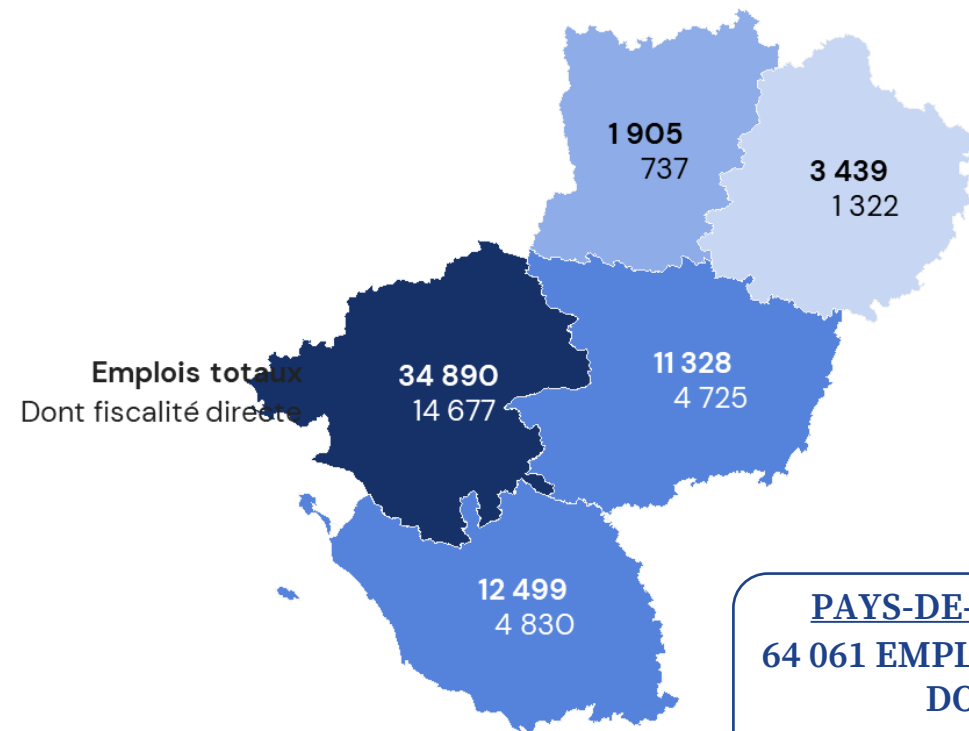 1 905
737
3 439
1 322
Emplois totaux
Dont fiscalité directe
34 890
14 677
11 328
4 725
12 499
4 830
PAYS-DE-
64 061 EMPL
DO